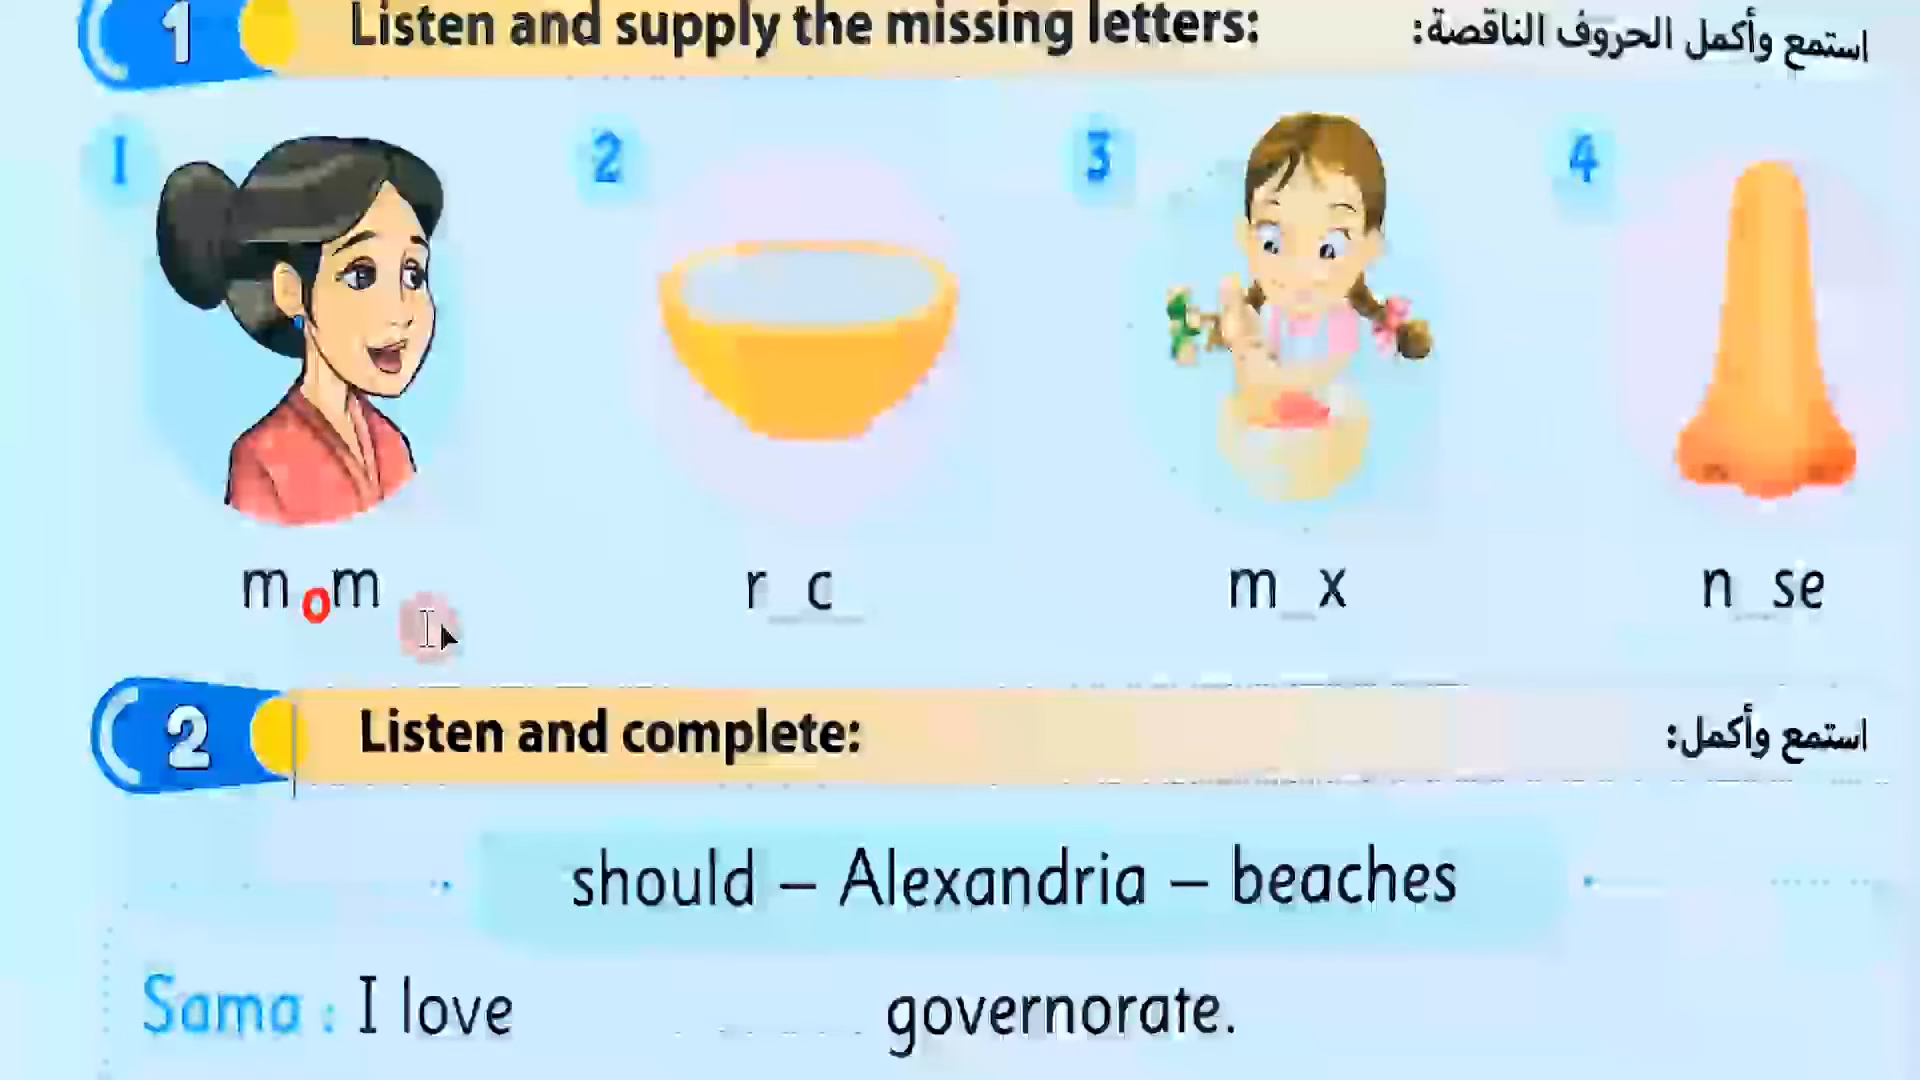 1 Listen and supply the missing letters: استمع وأكمل الحروف الناقصة:
1 2 3 4
mom r_c_ m_x n_se
2 Listen and complete: استمع وأكمل:
should – Alexandria – beaches
Sama : I love ........ governorate.